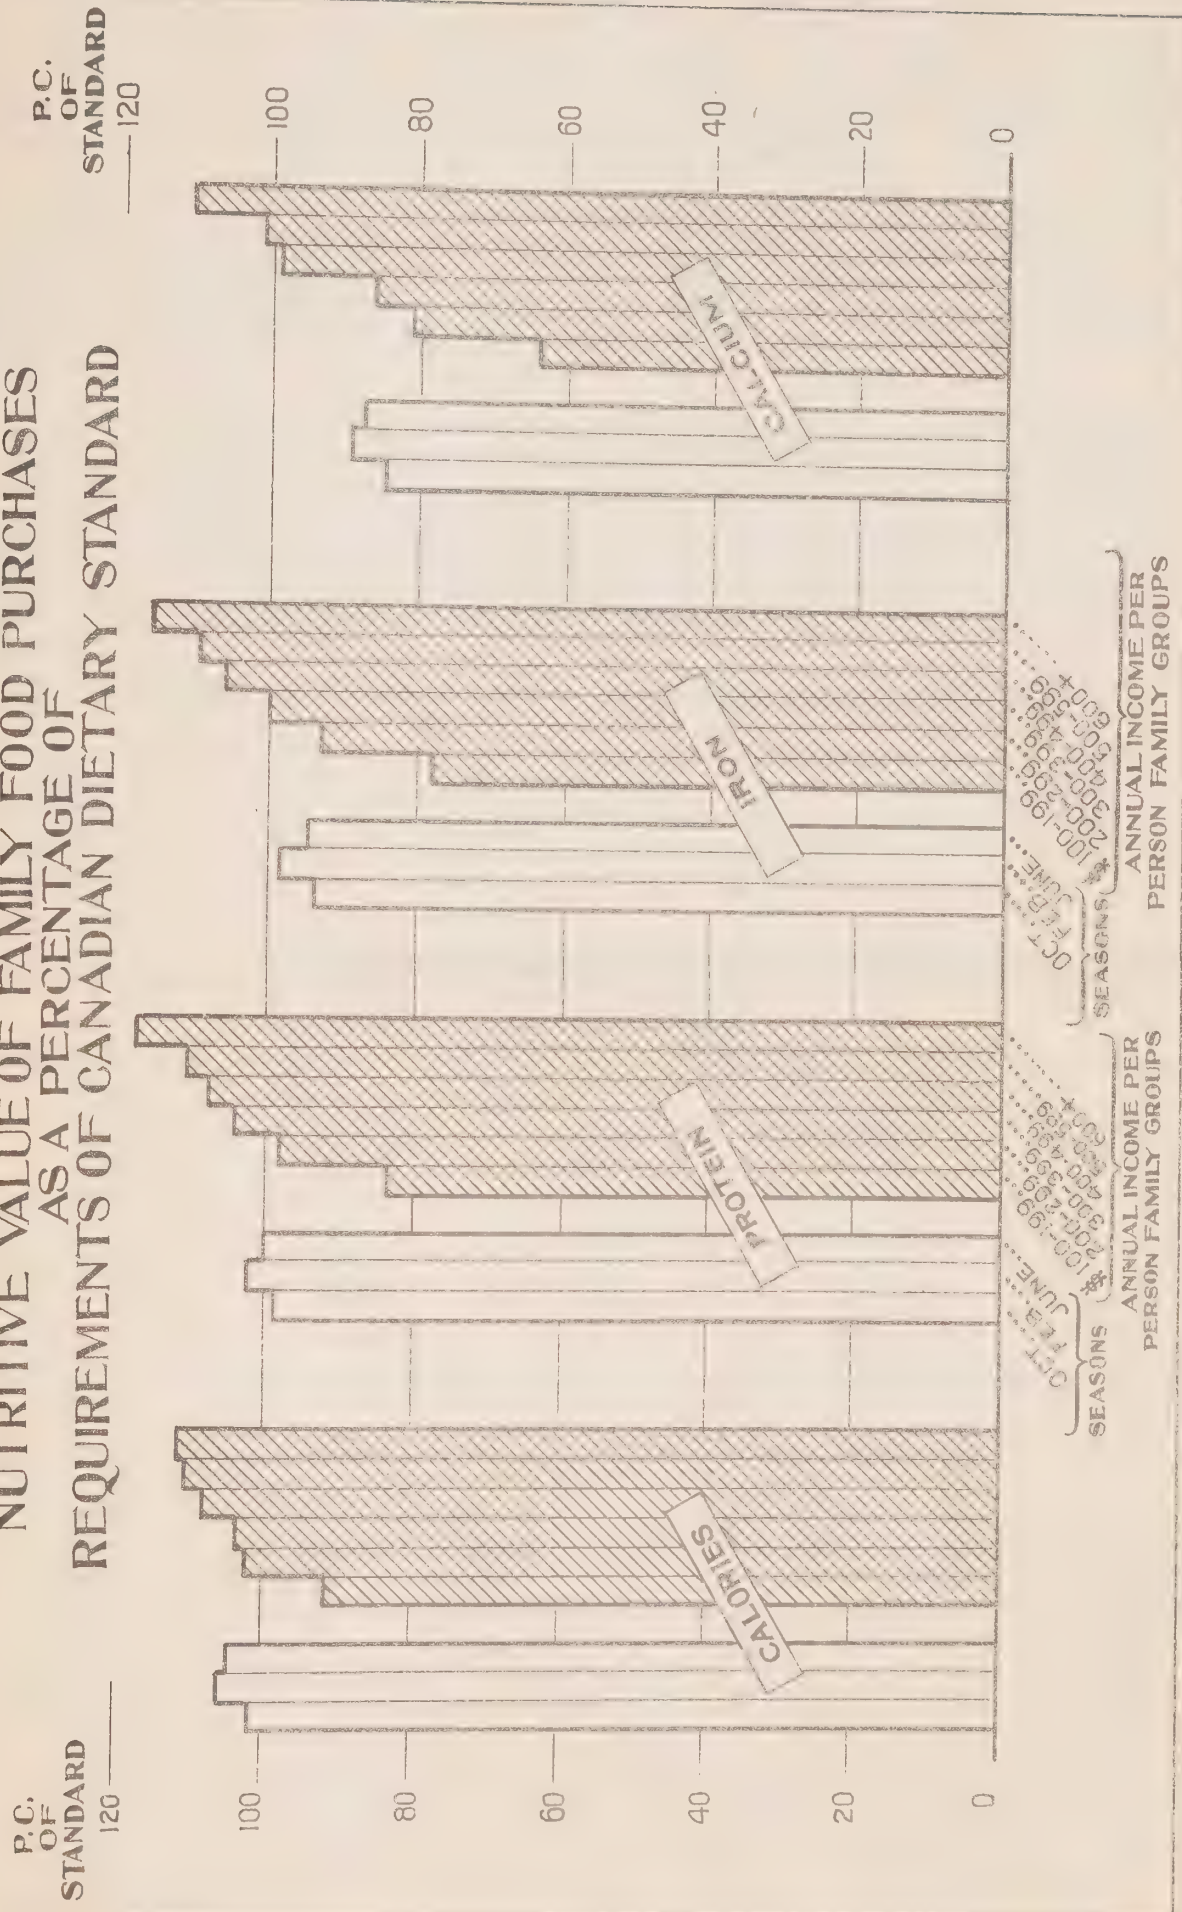 NUTRITIVE VALUE OF FAMILY FOOD PURCHASES
AS A PERCENTAGE OF
REQUIREMENTS OF CANADIAN DIETARY STANDARD
P.C.
OF
STANDARD
120
100
80
60
40
20
0
P.C.
OF
STANDARD
120
100
80
60
40
20
0
CALORIES
PROTEIN
IRON
CALCIUM
OCT.
FEB.
JUNE
$100-199
200-299
300-399
400-499
500-599
600+
SEASONS
ANNUAL INCOME PER
PERSON FAMILY GROUPS
OCT.
FEB.
JUNE
$100-199
200-299
300-399
400-499
500-599
600+
SEASONS
ANNUAL INCOME PER
PERSON FAMILY GROUPS